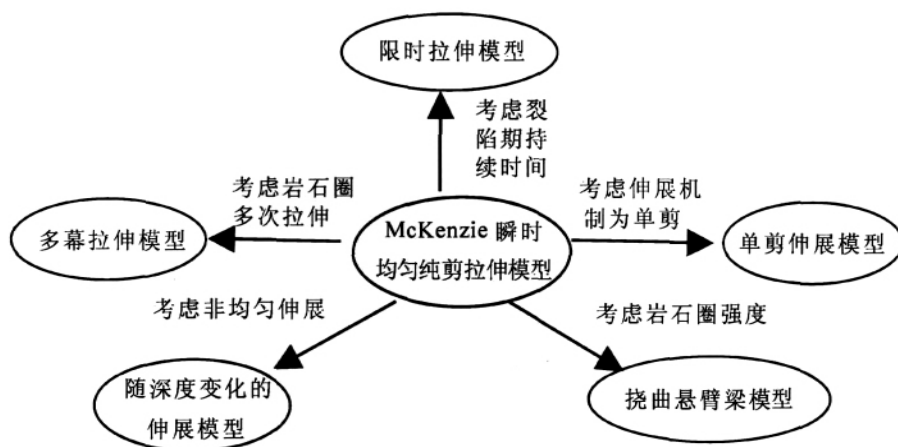 限时拉伸模型
考虑裂
陷期持
续时间
考虑岩石圈
多次拉伸
考虑伸展机
制为单剪
多幕拉伸模型
McKenzie 瞬时
均匀纯剪拉伸模型
单剪伸展模型
考虑非均匀伸展
考虑岩石圈强度
随深度变化的
伸展模型
挠曲悬臂梁模型